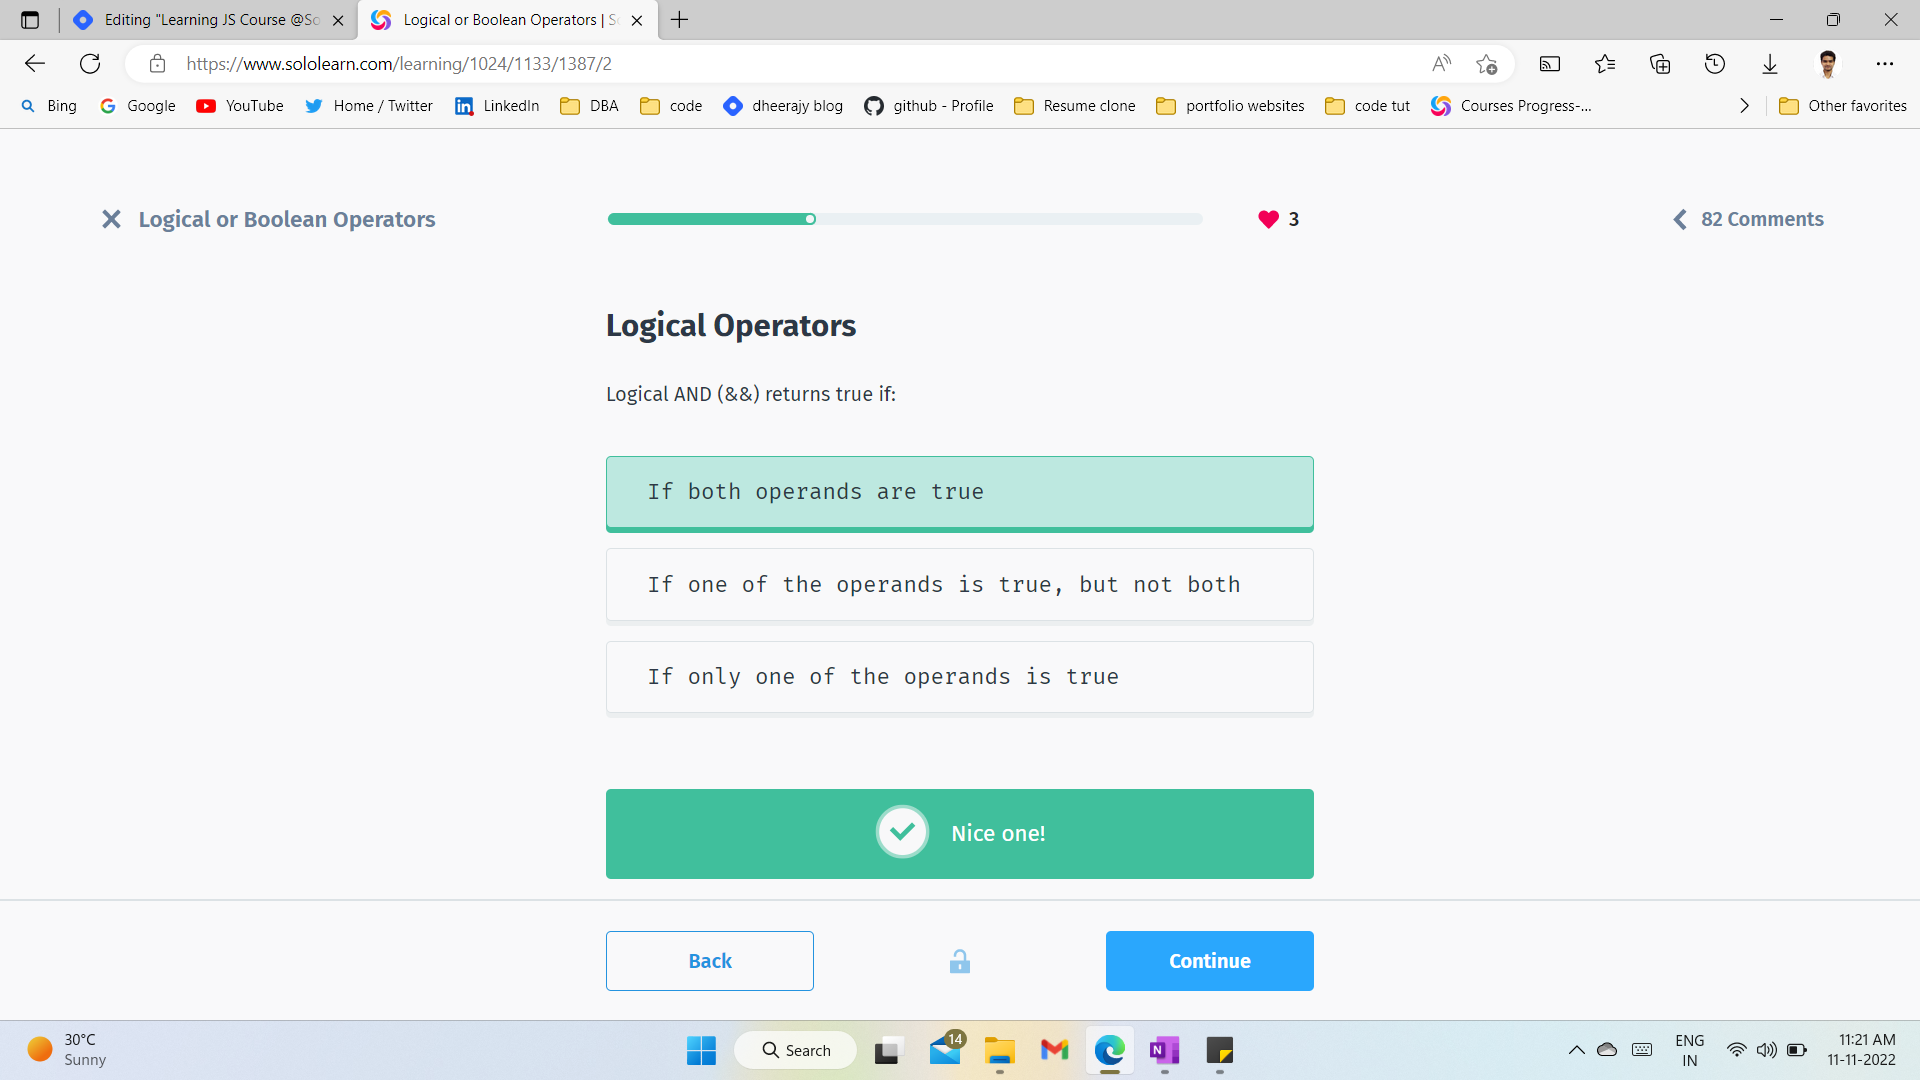 Editing "Learning JS Course @So
Logical or Boolean Operators | So
https://www.sololearn.com/learning/1024/1133/1387/2
Bing
Google
YouTube
Home / Twitter
LinkedIn
DBA
code
dheerajy blog
github - Profile
Resume clone
portfolio websites
code tut
Courses Progress-...
Other favorites
Logical or Boolean Operators
3
82 Comments
Logical Operators
Logical AND (&&) returns true if:
If both operands are true
If one of the operands is true, but not both
If only one of the operands is true
Nice one!
Back
Continue
30°C
Sunny
Search
14
ENG
IN
11:21 AM
11-11-2022